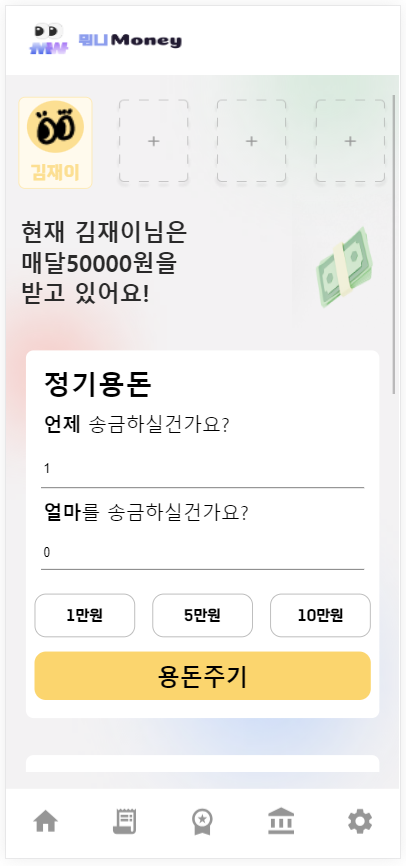 뭐니Money
김재이
현재 김재이님은
매달50000원을
받고 있어요!
정기용돈
언제 송금하실건가요?
1
얼마를 송금하실건가요?
0
1만원 5만원 10만원
용돈주기